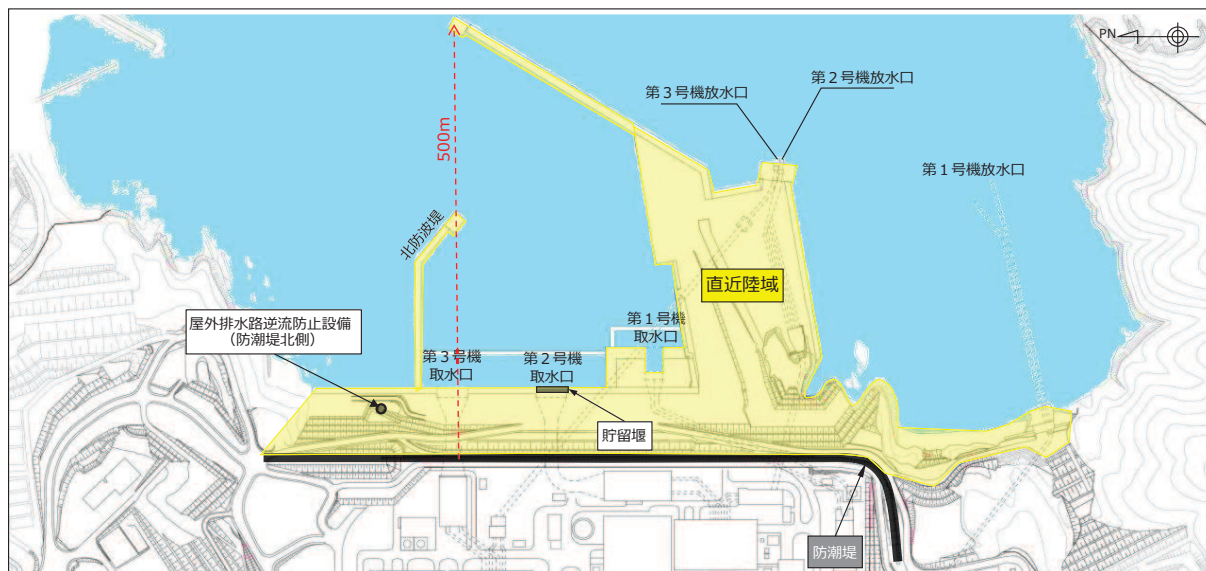 PN
第２号機放水口
第３号機放水口
500m
第１号機放水口
北防波堤
直近陸域
屋外排水路逆流防止設備
（防潮堤北側）
第１号機
取水口
第３号機
取水口
第２号機
取水口
貯留堰
防潮堤